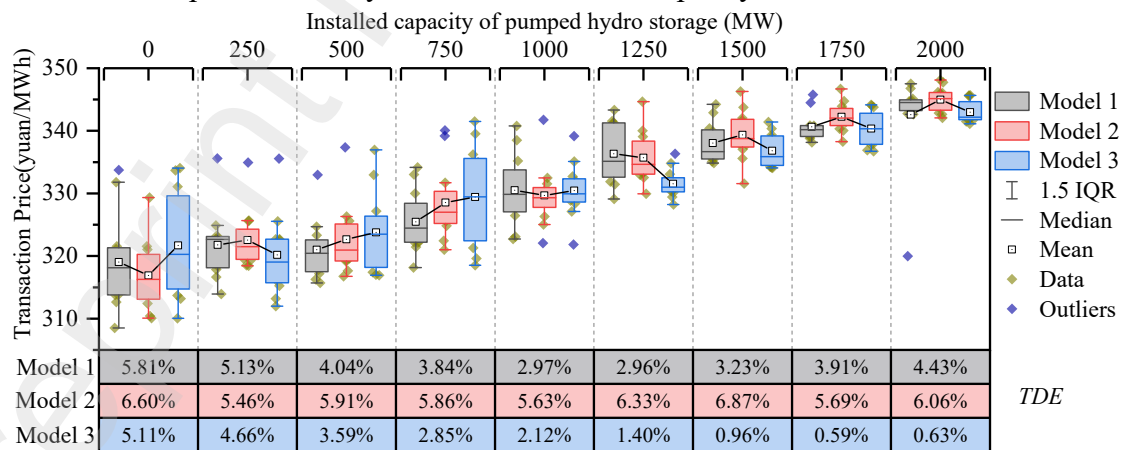 Installed capacity of pumped hydro storage (MW)
0 250 500 750 1000 1250 1500 1750 2000
Transaction Price(yuan/MWh)
350
340
330
320
310
Model 1
Model 2
Model 3
1.5 IQR
Median
Mean
Data
Outliers
Model 1 5.81% 5.13% 4.04% 3.84% 2.97% 2.96% 3.23% 3.91% 4.43%
Model 2 6.60% 5.46% 5.91% 5.86% 5.63% 6.33% 6.87% 5.69% 6.06%
TDE
Model 3 5.11% 4.66% 3.59% 2.85% 2.12% 1.40% 0.96% 0.59% 0.63%